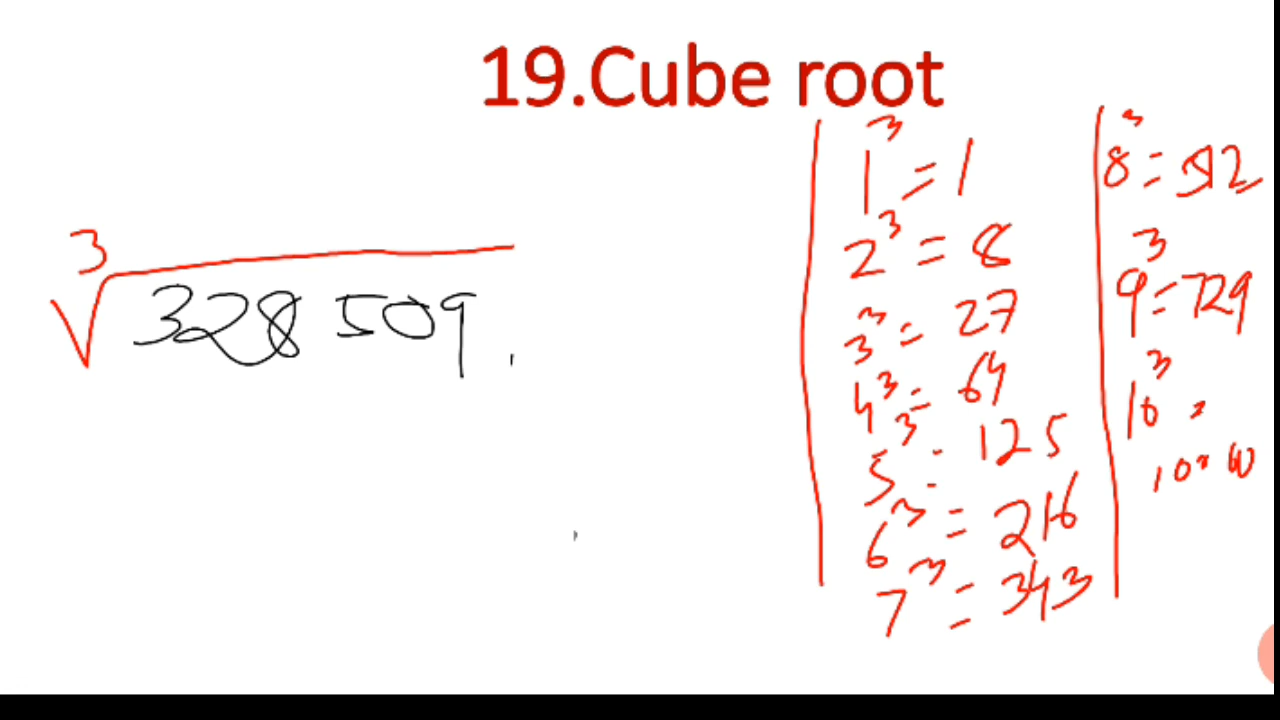 19.Cube root
∛328509
1³ = 1
2³ = 8
3³ = 27
4³ = 64
5³ = 125
6³ = 216
7³ = 343
8³ = 512
9³ = 729
10³